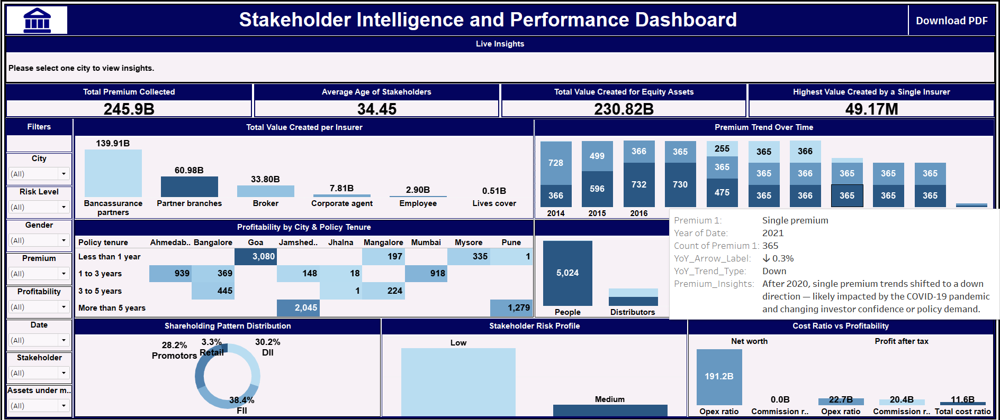 Stakeholder Intelligence and Performance Dashboard
Download PDF
Live Insights
Please select one city to view insights.
Total Premium Collected
245.9B
Average Age of Stakeholders
34.45
Total Value Created for Equity Assets
230.82B
Highest Value Created by a Single Insurer
49.17M
Filters
City
(All)
Risk Level
(All)
Gender
(All)
Premium
(All)
Profitability
(All)
Date
(All)
Stakeholder
(All)
Assets under m..
(All)
Total Value Created per Insurer
139.91B
60.98B
33.80B
7.81B
2.90B
0.51B
Bancassurance
partners
Partner branches
Broker
Corporate agent
Employee
Lives cover
Premium Trend Over Time
728 499 366 365 255 365 366
365 365 366 365 365 365
366 596 732 730 475 365 366 365 365 365
2014 2015 2016
Premium 1: Single premium
Year of Date: 2021
Count of Premium 1: 365
YoY_Arrow_Label: ↓ 0.3%
YoY_Trend_Type: Down
Premium_Insights: After 2020, single premium trends shifted to a down
direction — likely impacted by the COVID-19 pandemic
and changing investor confidence or policy demand.
Profitability by City & Policy Tenure
Policy tenure Ahmedab.. Bangalore Goa Jamshed.. Jhalna Mangalore Mumbai Mysore Pune
Less than 1 year 3,080 197 335 1
1 to 3 years 939 369 148 18 918
3 to 5 years 445 1 224
More than 5 years 2,045 1,279
5,024
People
Distributors
Shareholding Pattern Distribution
28.2%
Promotors
3.3%
Retail
30.2%
DII
38.4%
FII
Stakeholder Risk Profile
Low
Medium
Cost Ratio vs Profitability
Net worth
Profit after tax
191.2B
0.0B
22.7B
20.4B
11.6B
Opex ratio
Commission r..
Opex ratio
Commission r..
Total cost ratio